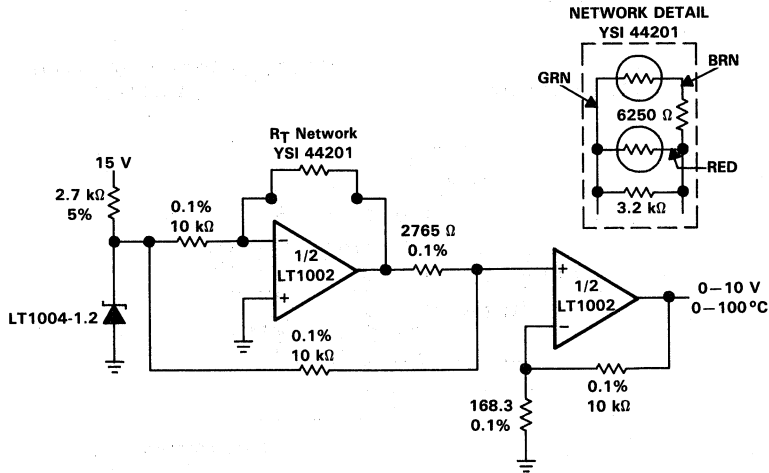 NETWORK DETAIL
YSI 44201
GRN
BRN
6250 Ω
RED
3.2 kΩ
RT Network
YSI 44201
15 V
2.7 kΩ
5%
0.1%
10 kΩ
−
+
1/2
LT1002
2765 Ω
0.1%
LT1004-1.2
0.1%
10 kΩ
+
−
1/2
LT1002
0–10 V
0–100°C
0.1%
10 kΩ
168.3
0.1%